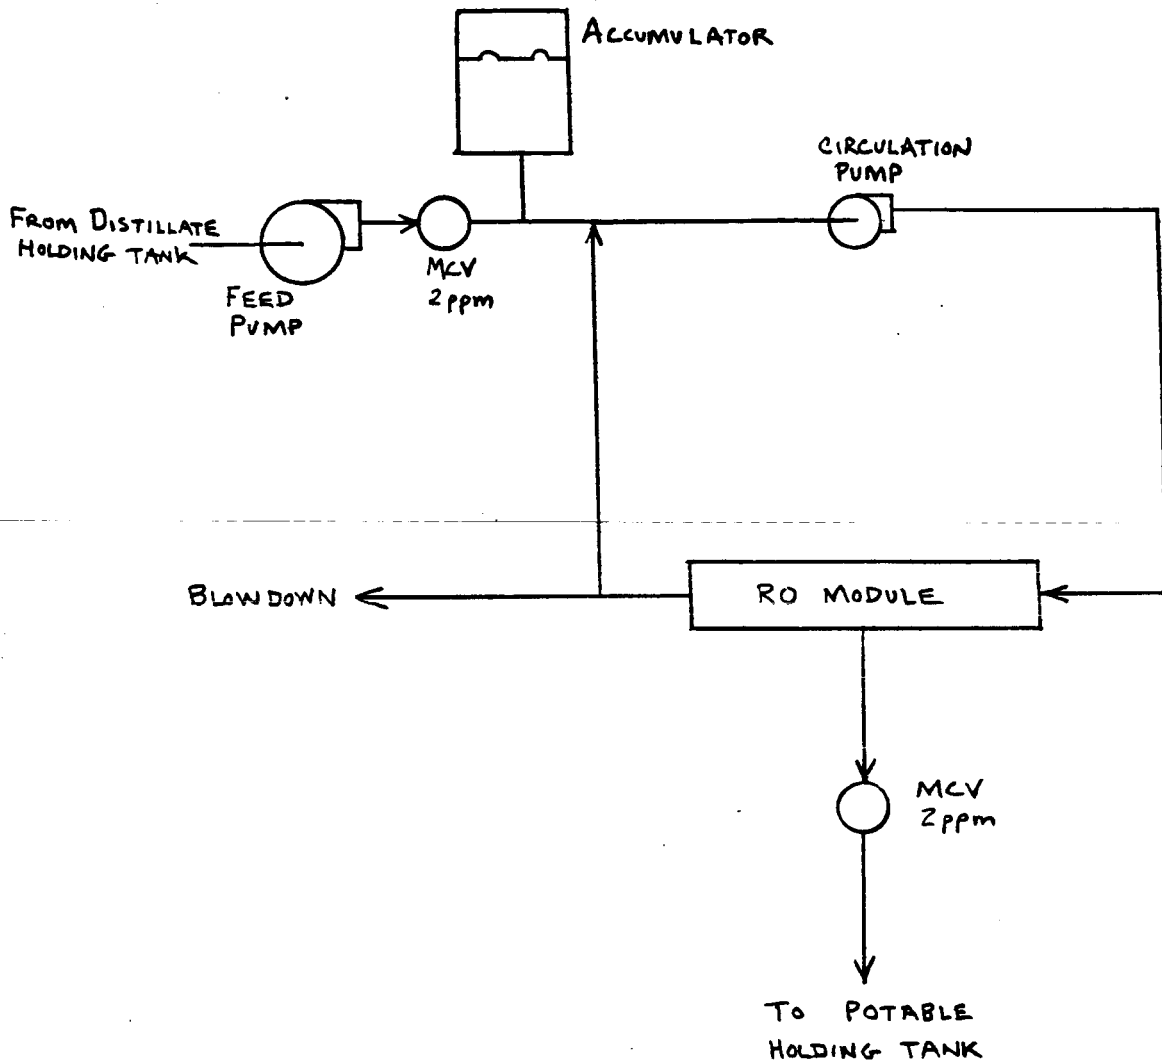 ACCUMULATOR
CIRCULATION
PUMP
FROM DISTILLATE
HOLDING TANK
MCV
2ppm
FEED
PUMP
BLOWDOWN
RO MODULE
MCV
2ppm
TO POTABLE
HOLDING TANK